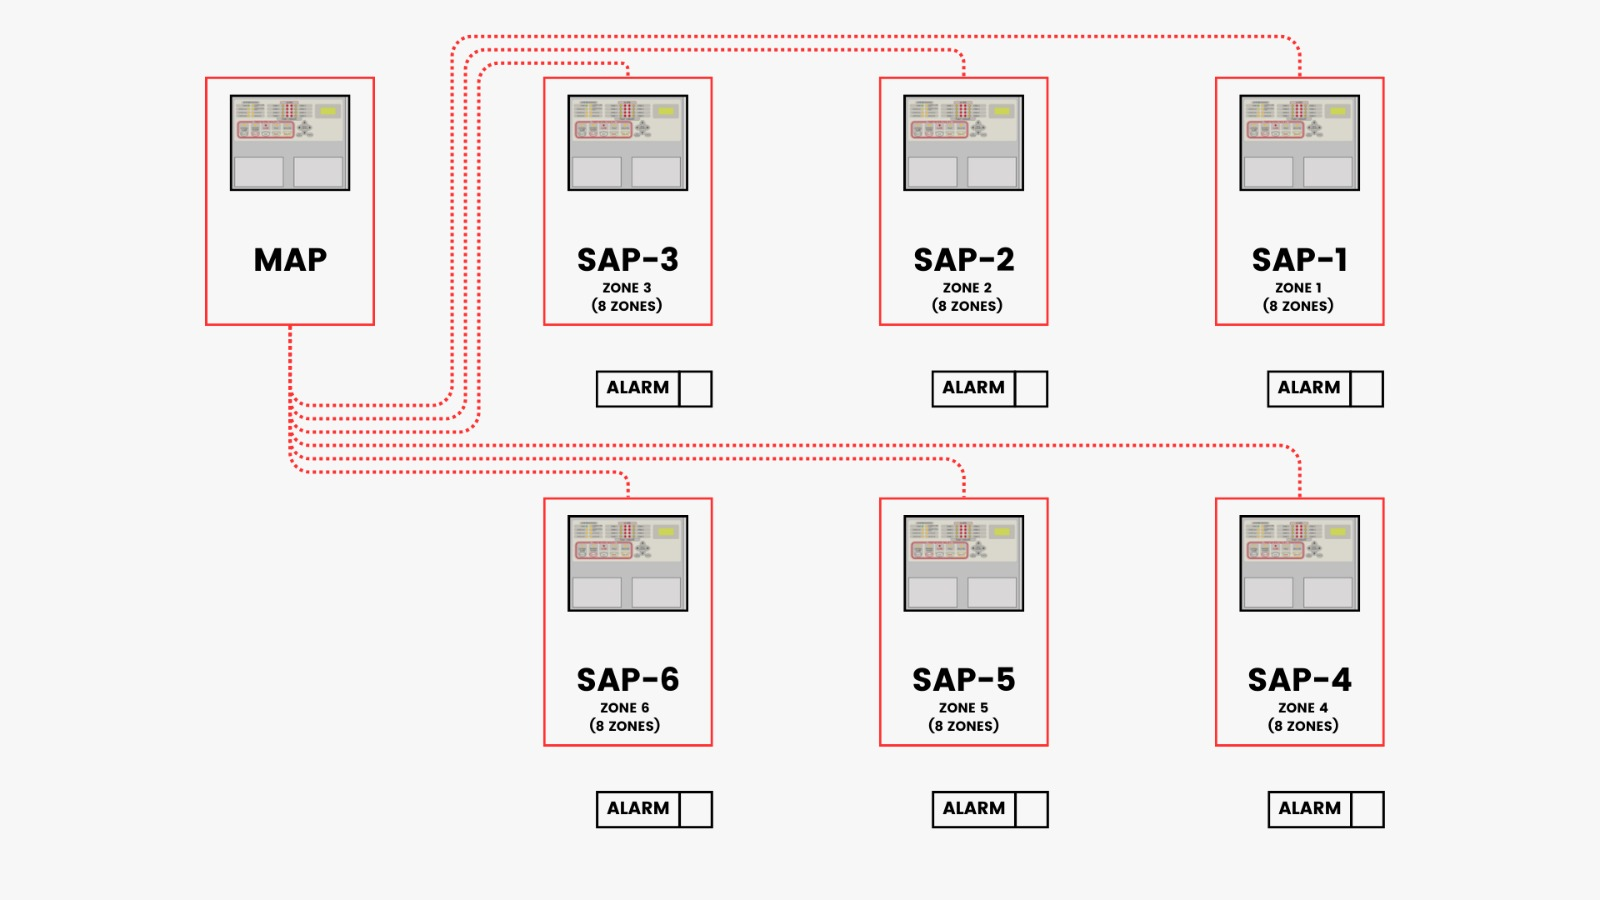 MAP
SAP-3
ZONE 3
(8 ZONES)
SAP-2
ZONE 2
(8 ZONES)
SAP-1
ZONE 1
(8 ZONES)
ALARM
ALARM
ALARM
SAP-6
ZONE 6
(8 ZONES)
SAP-5
ZONE 5
(8 ZONES)
SAP-4
ZONE 4
(8 ZONES)
ALARM
ALARM
ALARM